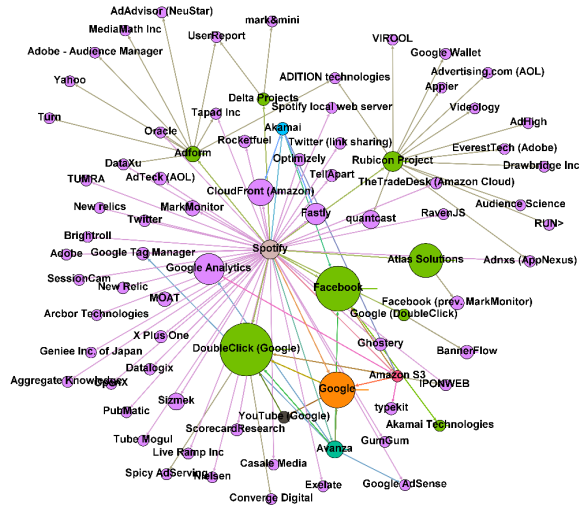 AdAdvisor (NeuStar)
mark&mini
MediaMath Inc
UserReport
VIROOL
Adobe - Audience Manager
Google Wallet
ADITION technologies
Advertising.com (AOL)
Yahoo
Appier
Delta Projects
Spotify local web server
Videology
Turn
Tapad Inc
Oracle
Akamai
AdHigh
Rocketfuel
Twitter (link sharing)
EverestTech (Adobe)
Adform
Optimizely
Rubicon Project
DataXu
Drawbridge Inc
TUMRA
AdTeck (AOL)
TellApart
TheTradeDesk (Amazon Cloud)
CloudFront (Amazon)
New relics
MarkMonitor
Fastly
Audience Science
Twitter
quantcast
RavenJS
RUN>
Brightroll
Spotify
Adobe
Google Tag Manager
Atlas Solutions
Adnxs (AppNexus)
Google Analytics
SessionCam
New Relic
Facebook
MOAT
Facebook (prev. MarkMonitor)
Arcbor Technologies
Google (DoubleClick)
X Plus One
Geniee Inc. of Japan
DoubleClick (Google)
Ghostery
BannerFlow
Datalogix
Aggregate Knowledge
OpenX
Amazon S3
IPONWEB
Google
Sizmek
PubMatic
YouTube (Google)
typekit
Akamai Technologies
ScorecardResearch
Tube Mogul
Avanza
GumGum
Live Ramp Inc
Casale Media
Spicy AdServing
Nielsen
Exelate
Google AdSense
Converge Digital